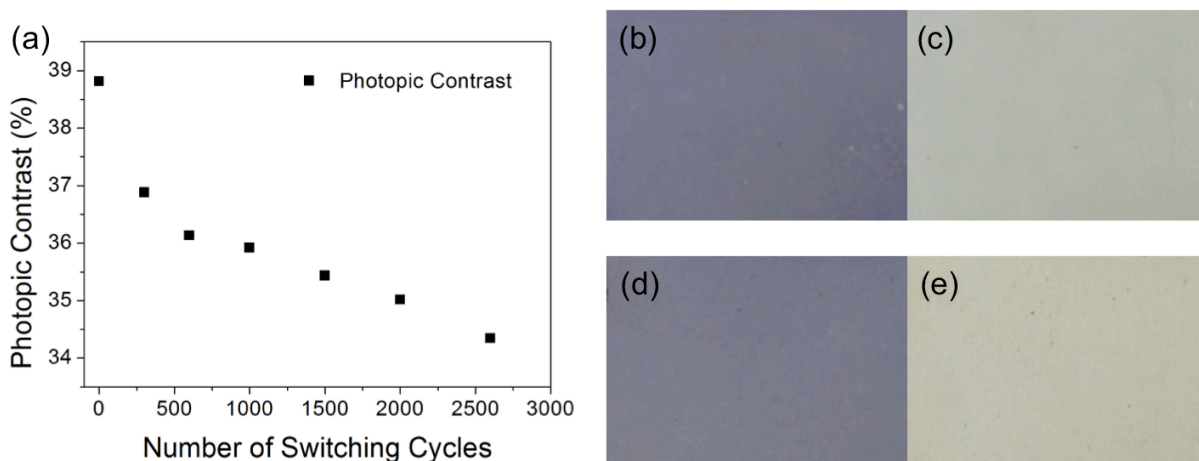 (a)
39
38
37
36
35
34
Photopic Contrast (%)
Photopic Contrast
0 500 1000 1500 2000 2500 3000
Number of Switching Cycles
(b)
(c)
(d)
(e)